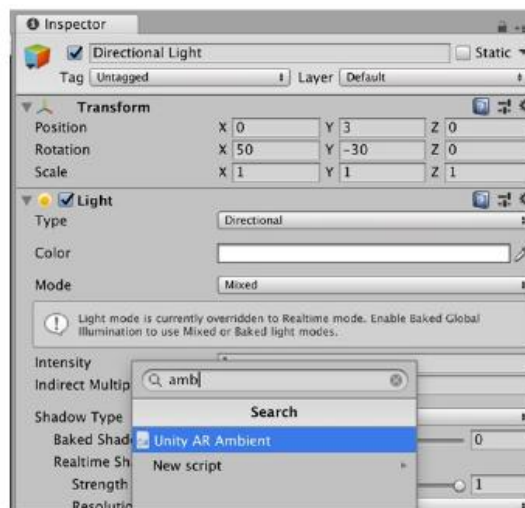 Inspector
Directional Light Static
Tag Untagged Layer Default
Transform
Position X 0 Y 3 Z 0
Rotation X 50 Y -30 Z 0
Scale X 1 Y 1 Z 1
Light
Type Directional
Color
Mode Mixed
Light mode is currently overridden to Realtime mode. Enable Baked Global
Illumination to use Mixed or Baked light modes.
Intensity
Indirect Multip
amb
Search
Shadow Type
Baked Shad 0
Unity AR Ambient
Realtime Sh
New script
Strength 1
Resolution